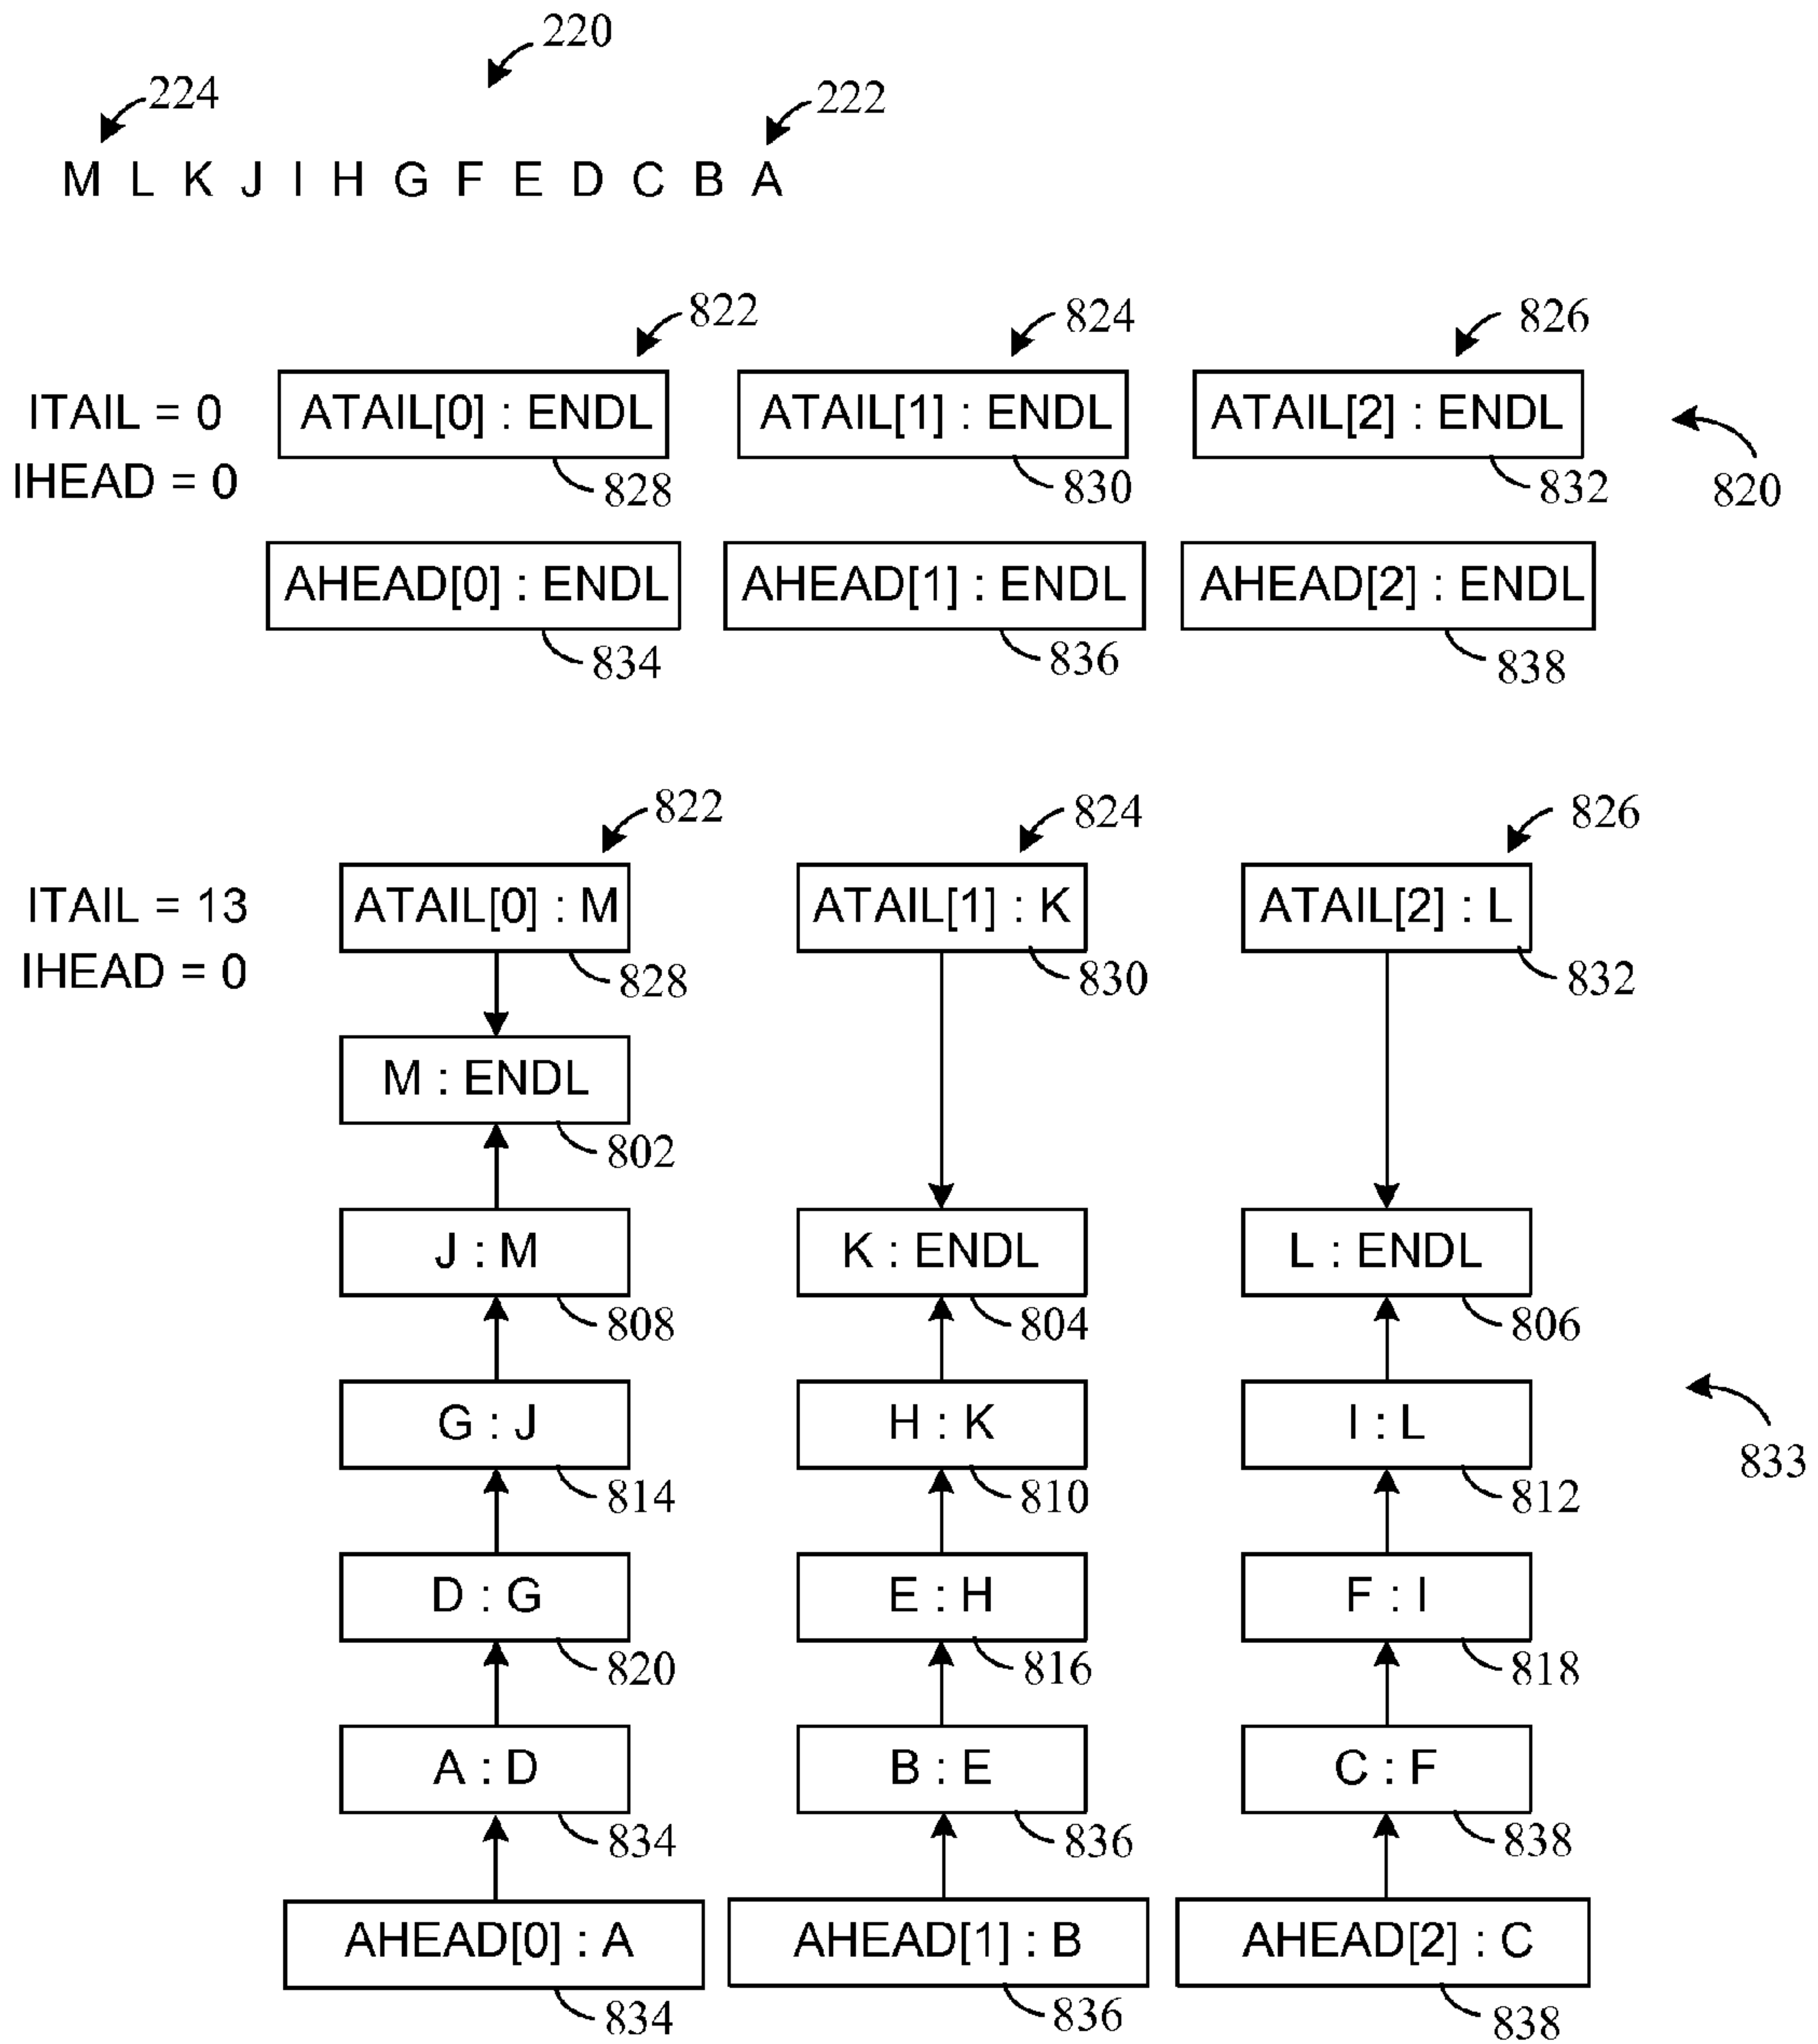 220
224
222
M L K J I H G F E D C B A
822
824
826
ITAIL = 0
ATAIL[0] : ENDL
ATAIL[1] : ENDL
ATAIL[2] : ENDL
IHEAD = 0
828
830
832
820
AHEAD[0] : ENDL
AHEAD[1] : ENDL
AHEAD[2] : ENDL
834
836
838
822
824
826
ITAIL = 13
ATAIL[0] : M
ATAIL[1] : K
ATAIL[2] : L
IHEAD = 0
828
830
832
M : ENDL
802
J : M
K : ENDL
L : ENDL
808
804
806
G : J
H : K
I : L
833
814
810
812
D : G
E : H
F : I
820
816
818
A : D
B : E
C : F
834
836
838
AHEAD[0] : A
AHEAD[1] : B
AHEAD[2] : C
834
836
838